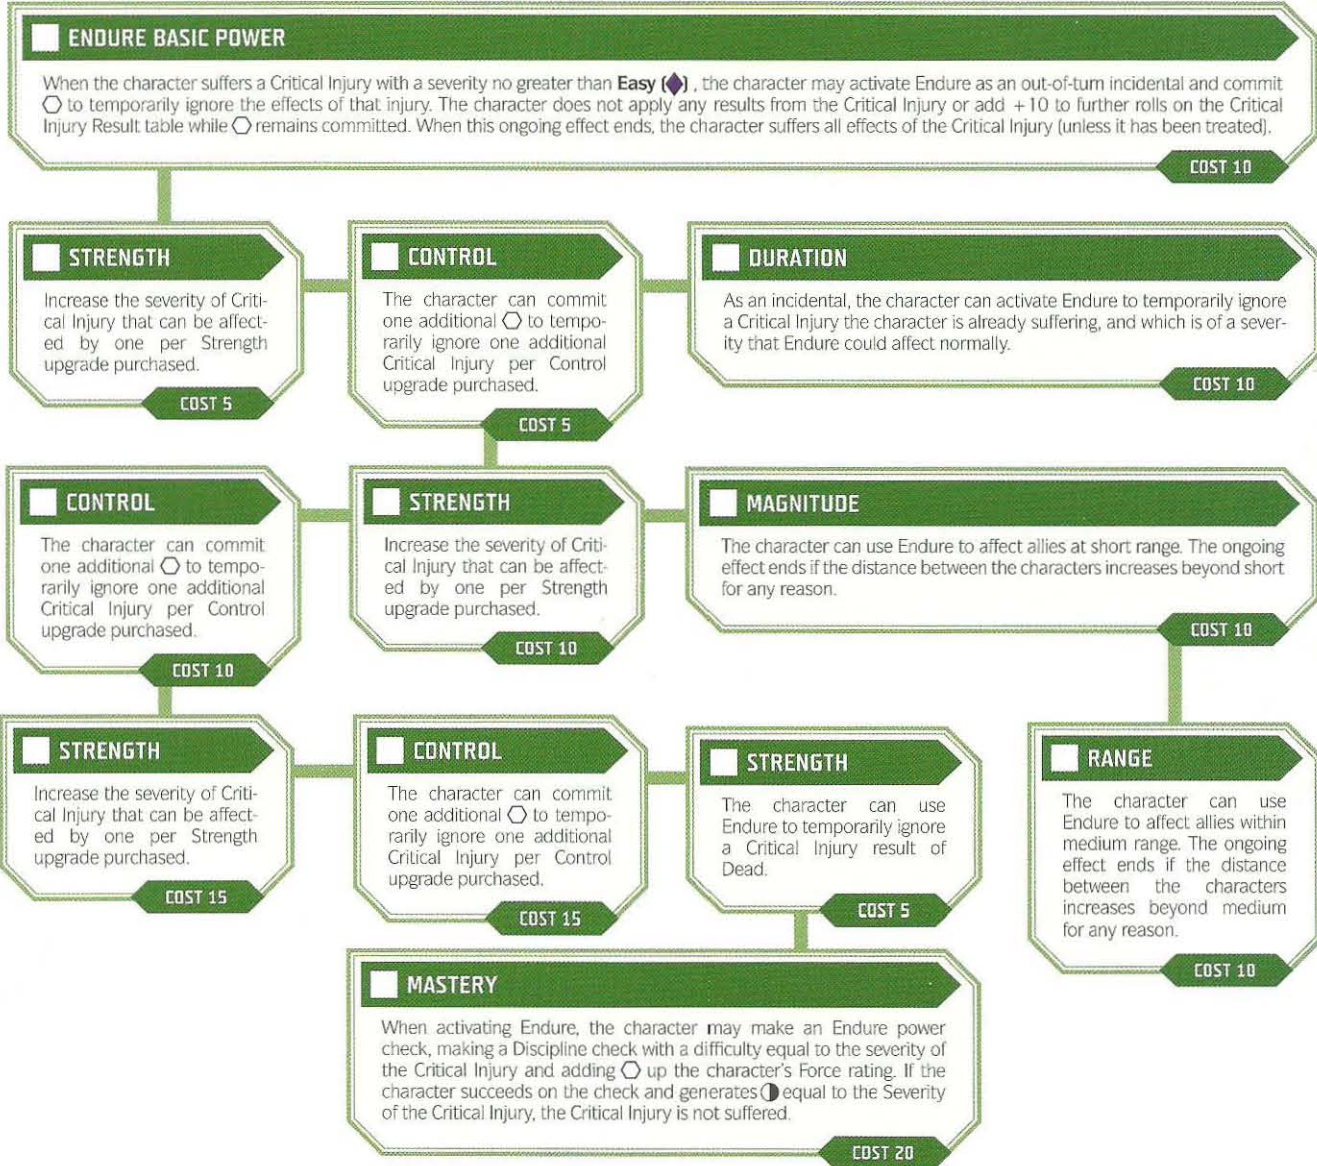 ENDURE BASIC POWER
When the character suffers a Critical Injury with a severity no greater than Easy (◆), the character may activate Endure as an out-of-turn incidental and commit
⬡ to temporarily ignore the effects of that injury. The character does not apply any results from the Critical Injury or add +10 to further rolls on the Critical
Injury Result table while ⬡ remains committed. When this ongoing effect ends, the character suffers all effects of the Critical Injury (unless it has been treated).
COST 10
STRENGTH
Increase the severity of Criti-
cal Injury that can be affect-
ed by one per Strength
upgrade purchased.
COST 5
CONTROL
The character can commit
one additional ⬡ to tempo-
rarily ignore one additional
Critical Injury per Control
upgrade purchased.
COST 5
DURATION
As an incidental, the character can activate Endure to temporarily ignore
a Critical Injury the character is already suffering, and which is of a sever-
ity that Endure could affect normally.
COST 10
CONTROL
The character can commit
one additional ⬡ to tempo-
rarily ignore one additional
Critical Injury per Control
upgrade purchased.
COST 10
STRENGTH
Increase the severity of Criti-
cal Injury that can be affect-
ed by one per Strength
upgrade purchased.
COST 10
MAGNITUDE
The character can use Endure to affect allies at short range. The ongoing
effect ends if the distance between the characters increases beyond short
for any reason.
COST 10
STRENGTH
Increase the severity of Criti-
cal Injury that can be affect-
ed by one per Strength
upgrade purchased.
COST 15
CONTROL
The character can commit
one additional ⬡ to tempo-
rarily ignore one additional
Critical Injury per Control
upgrade purchased.
COST 15
STRENGTH
The character can use
Endure to temporarily ignore
a Critical Injury result of
Dead.
COST 5
RANGE
The character can use
Endure to affect allies within
medium range. The ongoing
effect ends if the distance
between the characters
increases beyond medium
for any reason.
COST 10
MASTERY
When activating Endure, the character may make an Endure power
check, making a Discipline check with a difficulty equal to the severity of
the Critical Injury and adding ⬡ up the character's Force rating. If the
character succeeds on the check and generates ◑ equal to the Severity
of the Critical Injury, the Critical Injury is not suffered.
COST 20